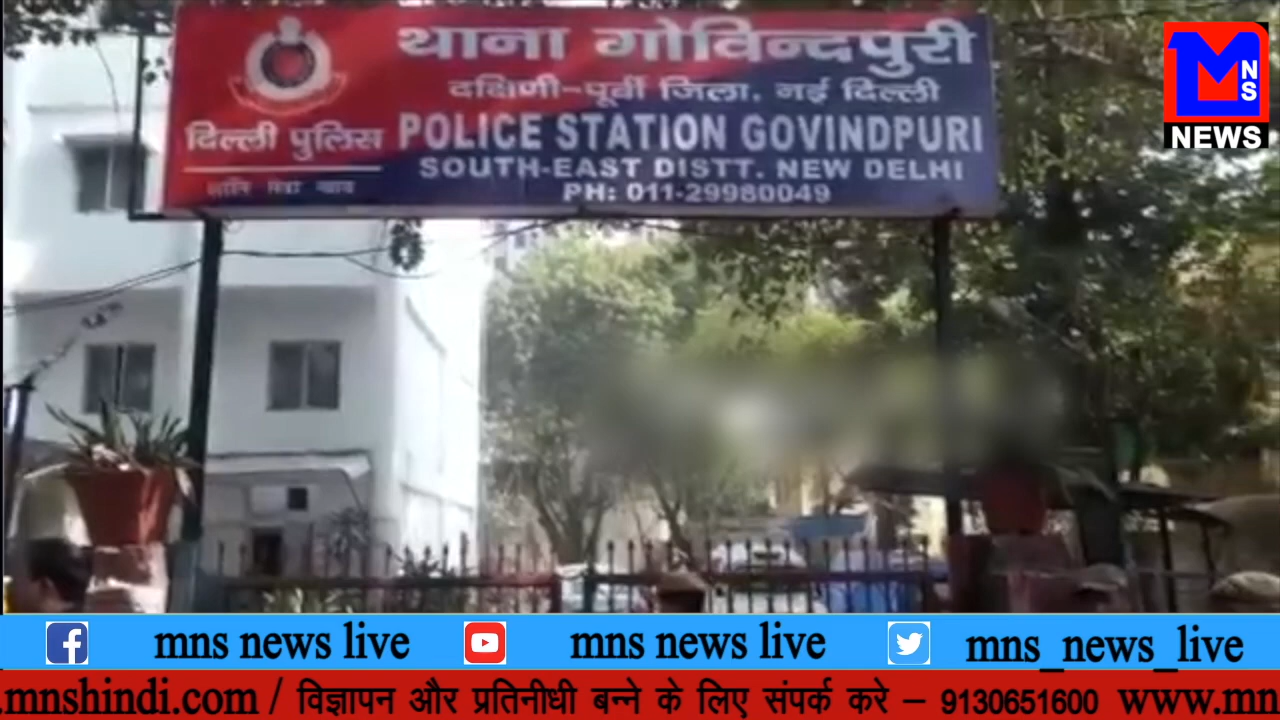 थाना गोविन्दपुरी
दक्षिणी-पूर्वी जिला, नई दिल्ली
दिल्ली पुलिस
POLICE STATION GOVINDPURI
SOUTH-EAST DISTT. NEW DELHI
PH: 011-29980049
MNS
NEWS
mns news live
mns news live
mns_news_live
.mnshindi.com / विज्ञापन और प्रतिनीधी बन्ने के लिए संपर्क करे – 9130651600 www.mn